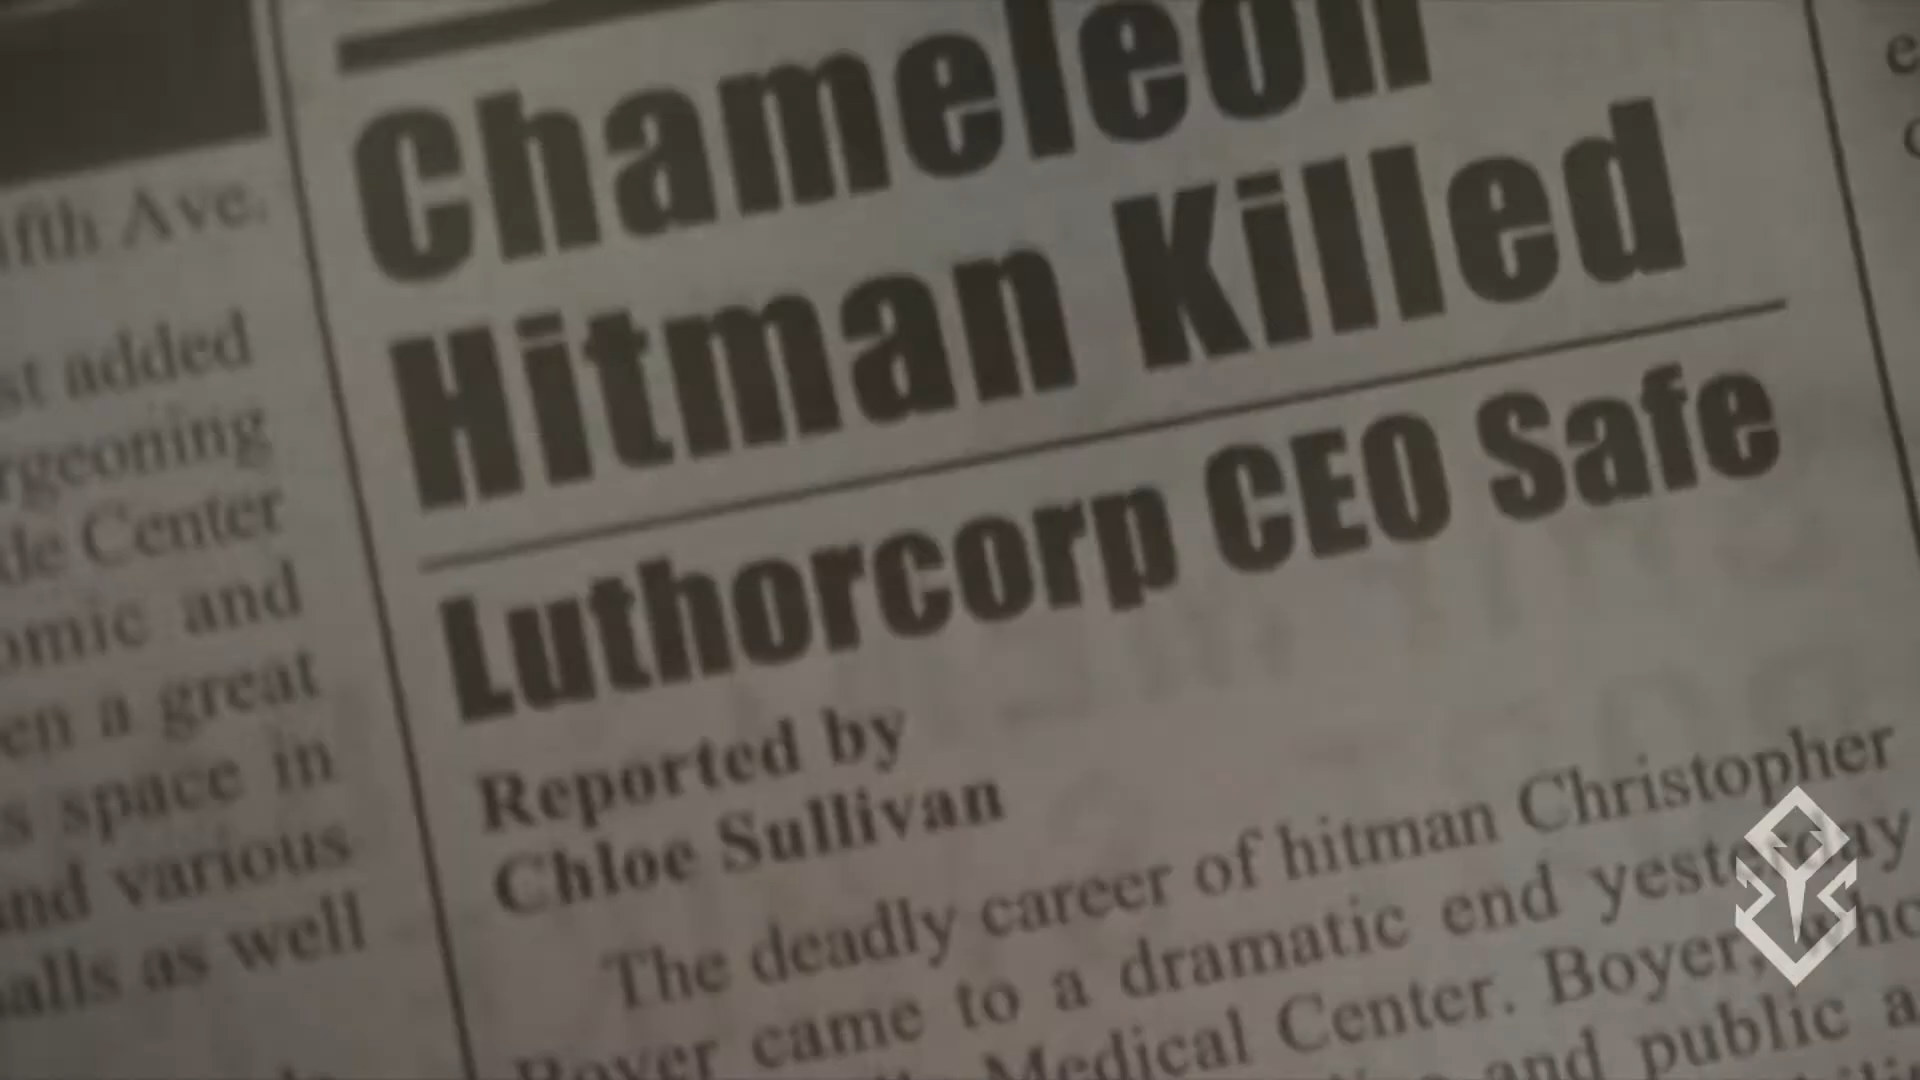 ifth Ave.
st added
rgeoning
de Center
omic and
en a great
s space in
and various
alls as well
Chameleon
Hitman Killed
Luthorcorp CEO Safe
Reported by
Chloe Sullivan
The deadly career of hitman Christopher
Boyer came to a dramatic end yesterday
Medical Center. Boyer, who
and public a